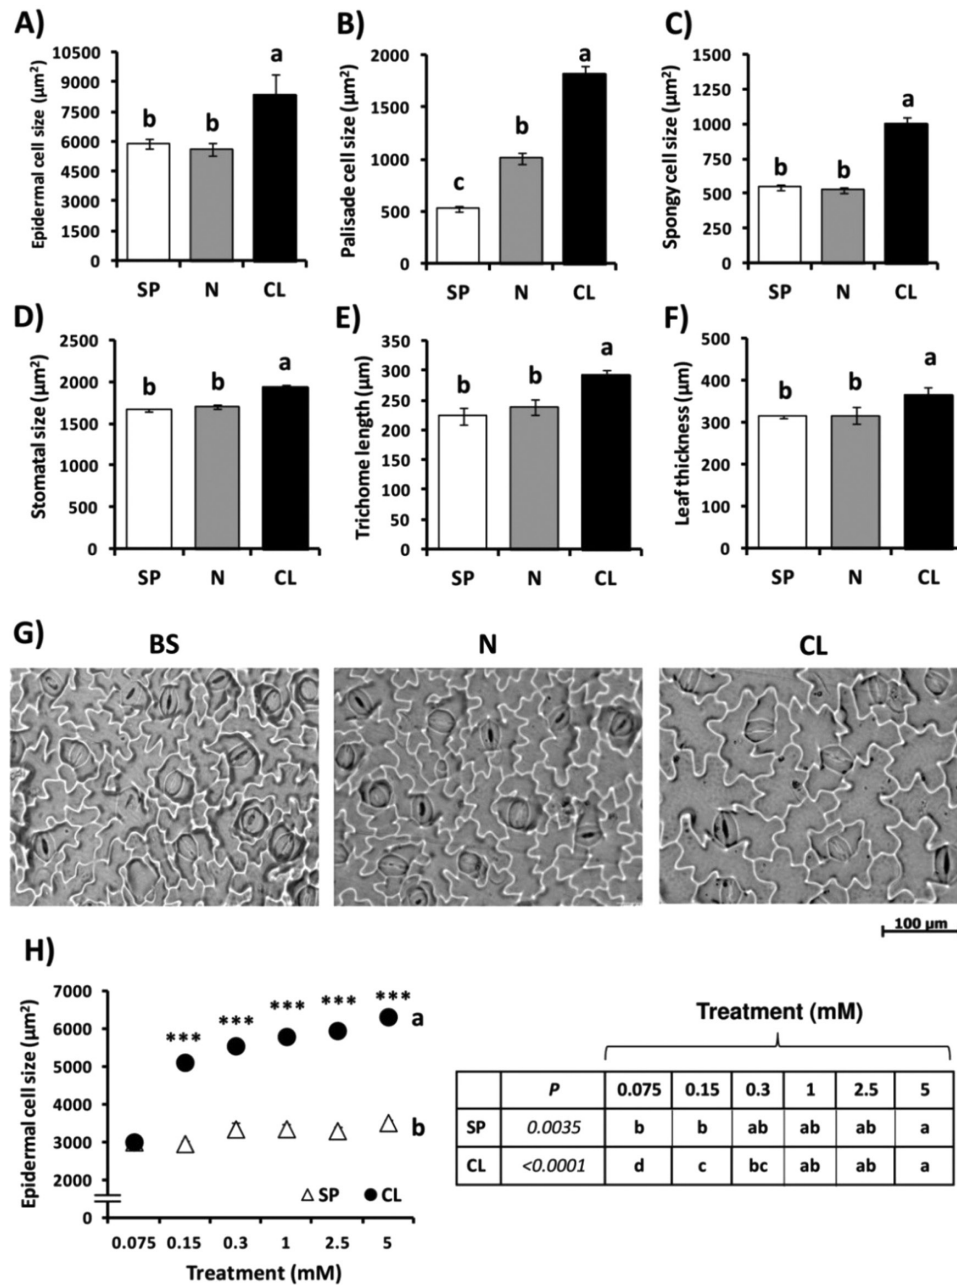 A)
Epidermal cell size (µm²)
10500
9000
7500
6000
4500
3000
1500
0
b
b
a
SP N CL
B)
Palisade cell size (µm²)
2000
1500
1000
500
0
c
b
a
SP N CL
C)
Spongy cell size (µm²)
1500
1250
1000
750
500
250
0
b
b
a
SP N CL
D)
Stomatal size (µm²)
2500
2000
1500
1000
500
0
b
b
a
SP N CL
E)
Trichome length (µm)
350
300
250
200
150
100
50
0
b
b
a
SP N CL
F)
Leaf thickness (µm)
500
400
300
200
100
0
b
b
a
SP N CL
G)
BS N CL
100 µm
H)
Epidermal cell size (µm²)
7000
6000
5000
4000
3000
2000
0
*** *** *** *** ***
a
b
△ SP ● CL
0.075 0.15 0.3 1 2.5 5
Treatment (mM)
Treatment (mM)
P 0.075 0.15 0.3 1 2.5 5
SP 0.0035 b b ab ab ab a
CL <0.0001 d c bc ab ab a